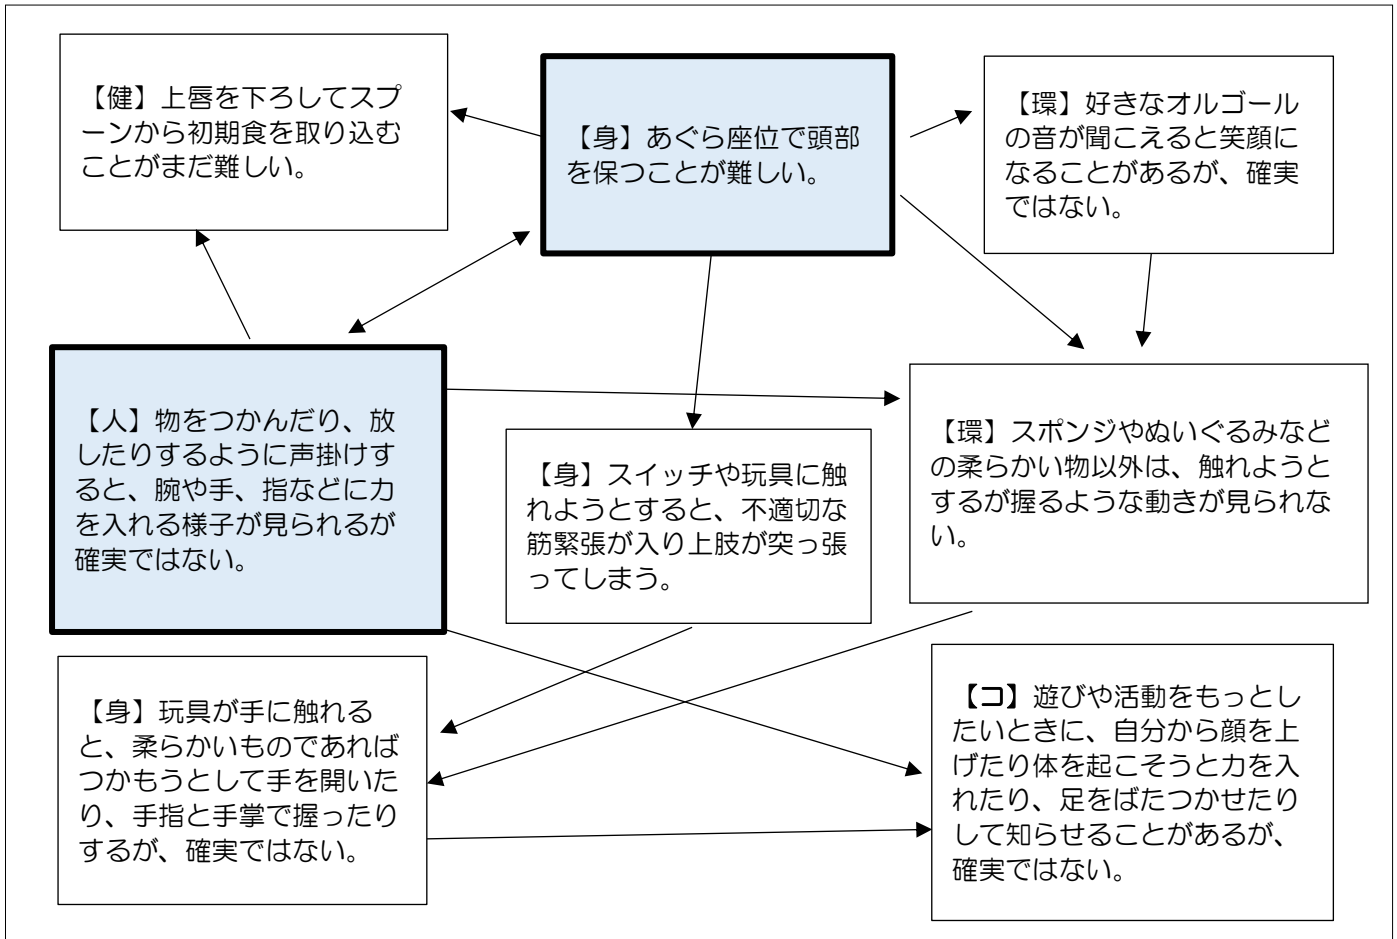 【健】上唇を下ろしてスプ
ーンから初期食を取り込む
ことがまだ難しい。
【身】あぐら座位で頭部
を保つことが難しい。
【環】好きなオルゴール
の音が聞こえると笑顔に
なることがあるが、確実
ではない。
【人】物をつかんだり、放
したりするように声掛けす
ると、腕や手、指などに力
を入れる様子が見られるが
確実ではない。
【身】スイッチや玩具に触
れようとすると、不適切な
筋緊張が入り上肢が突っ張
ってしまう。
【環】スポンジやぬいぐるみなど
の柔らかい物以外は、触れようと
するが握るような動きが見られな
い。
【身】玩具が手に触れる
と、柔らかいものであれば
つかもうとして手を開いた
り、手指と手掌で握ったり
するが、確実ではない。
【コ】遊びや活動をもっとし
たいときに、自分から顔を上
げたり体を起こそうと力を入
れたり、足をばたつかせたり
して知らせることがあるが、
確実ではない。